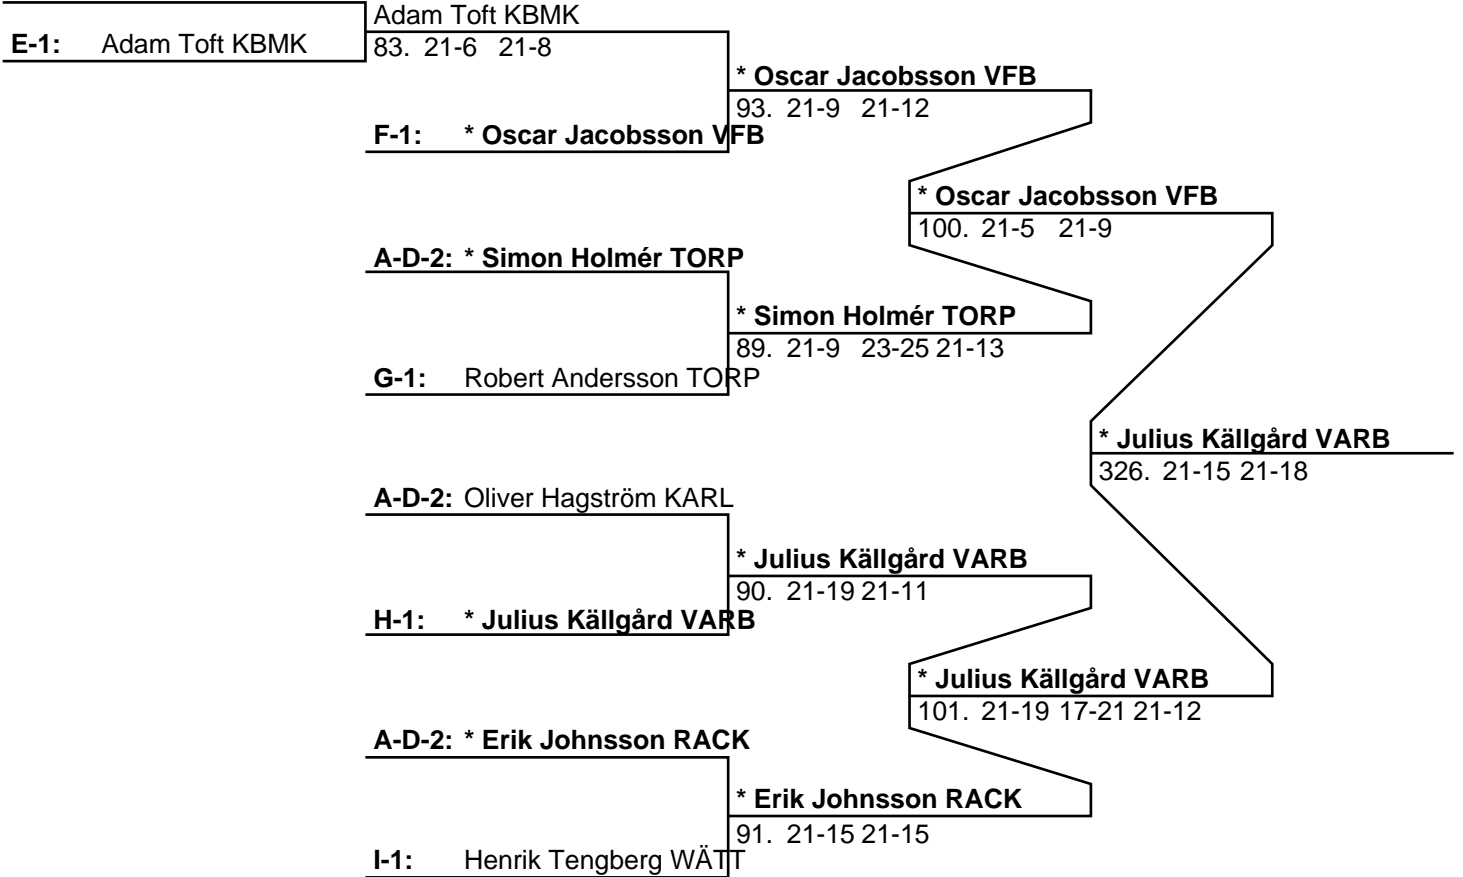 Adam Toft KBMK
E-1: Adam Toft KBMK
83. 21-6 21-8
* Oscar Jacobsson VFB
93. 21-9 21-12
F-1: * Oscar Jacobsson VFB
* Oscar Jacobsson VFB
100. 21-5 21-9
A-D-2: * Simon Holmér TORP
* Simon Holmér TORP
89. 21-9 23-25 21-13
G-1: Robert Andersson TORP
* Julius Källgård VARB
326. 21-15 21-18
A-D-2: Oliver Hagström KARL
* Julius Källgård VARB
90. 21-19 21-11
H-1: * Julius Källgård VARB
* Julius Källgård VARB
101. 21-19 17-21 21-12
A-D-2: * Erik Johnsson RACK
* Erik Johnsson RACK
91. 21-15 21-15
I-1: Henrik Tengberg WÄTT